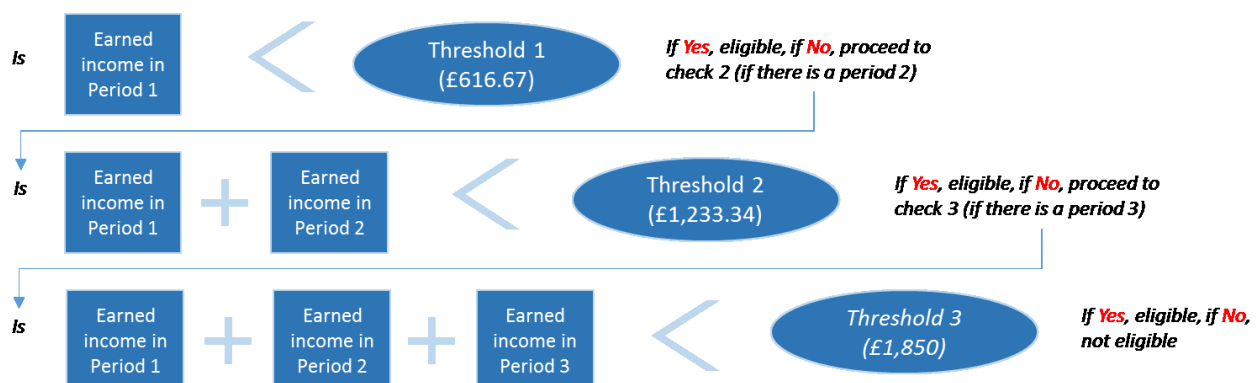 Is
Earned
income in
Period 1
<
Threshold 1
(£616.67)
If Yes, eligible, if No, proceed to
check 2 (if there is a period 2)
Is
Earned
income in
Period 1
+
Earned
income in
Period 2
<
Threshold 2
(£1,233.34)
If Yes, eligible, if No, proceed to
check 3 (if there is a period 3)
Is
Earned
income in
Period 1
+
Earned
income in
Period 2
+
Earned
income in
Period 3
<
Threshold 3
(£1,850)
If Yes, eligible, if No,
not eligible